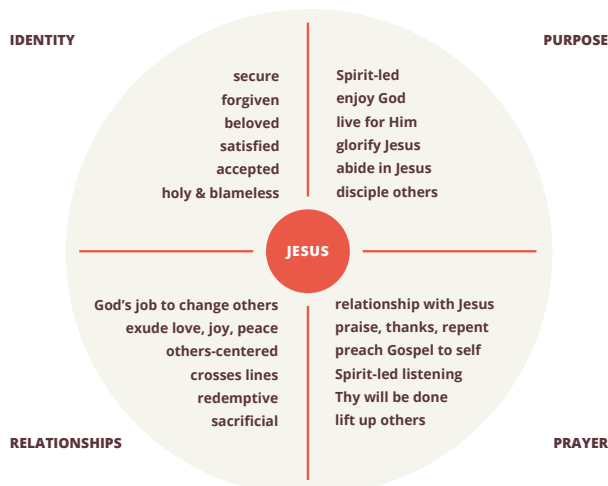 IDENTITY
secure
forgiven
beloved
satisfied
accepted
holy & blameless
PURPOSE
Spirit-led
enjoy God
live for Him
glorify Jesus
abide in Jesus
disciple others
JESUS
God’s job to change others
exude love, joy, peace
others-centered
crosses lines
redemptive
sacrificial
RELATIONSHIPS
relationship with Jesus
praise, thanks, repent
preach Gospel to self
Spirit-led listening
Thy will be done
lift up others
PRAYER